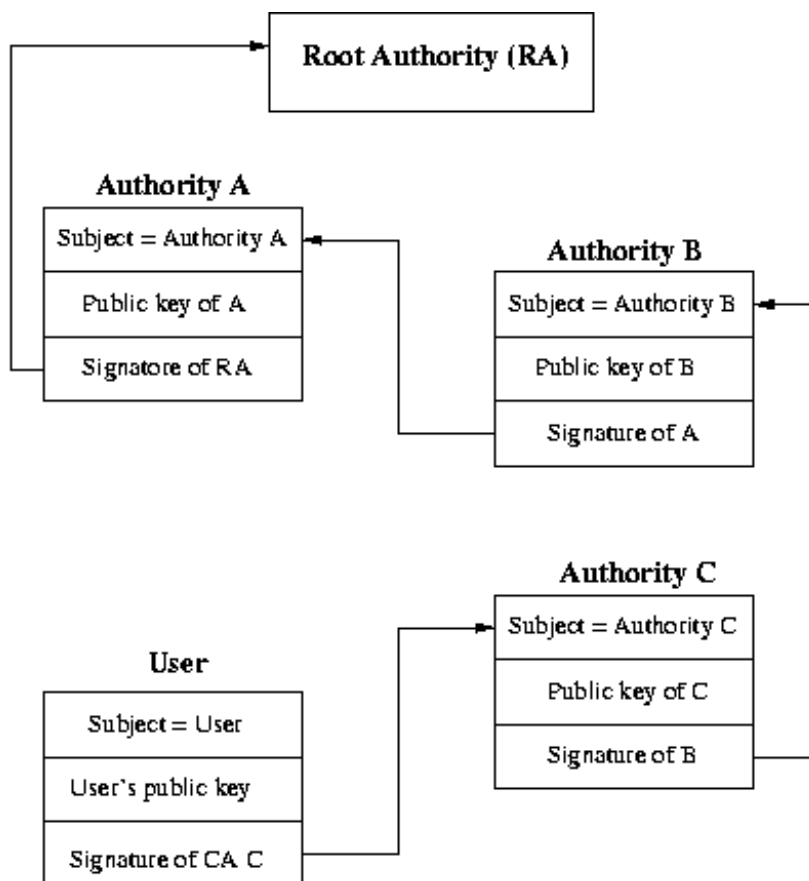 Root Authority (RA)
Authority A
Subject = Authority A
Public key of A
Signatore of RA
Authority B
Subject = Authority B
Public key of B
Signature of A
Authority C
Subject = Authority C
Public key of C
Signature of B
User
Subject = User
User's public key
Signature of CA C